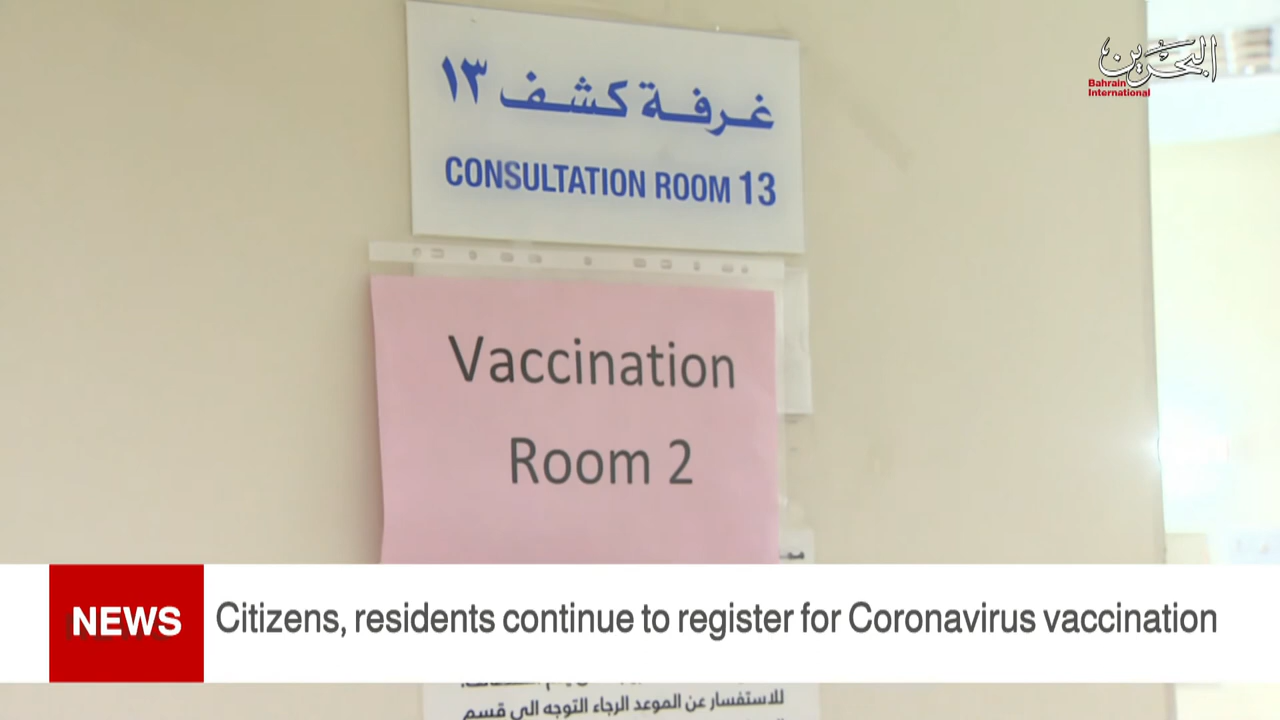 البحرين
Bahrain
International
غرفة كشف ١٣
CONSULTATION ROOM 13
Vaccination
Room 2
NEWS
Citizens, residents continue to register for Coronavirus vaccination
للاستفسار عن الموعد الرجاء التوجه الى قسم